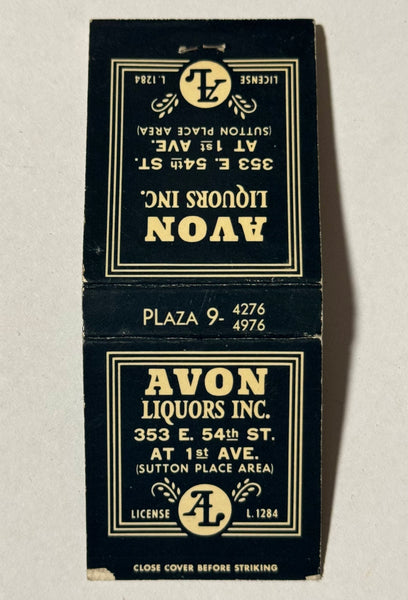 L.1284 AL LICENSE
(SUTTON PLACE AREA)
AT 1st AVE.
353 E. 54th ST.
LIQUORS INC.
AVON
PLAZA 9- 4276
4976
AVON
LIQUORS INC.
353 E. 54th ST.
AT 1st AVE.
(SUTTON PLACE AREA)
LICENSE AL L.1284
CLOSE COVER BEFORE STRIKING